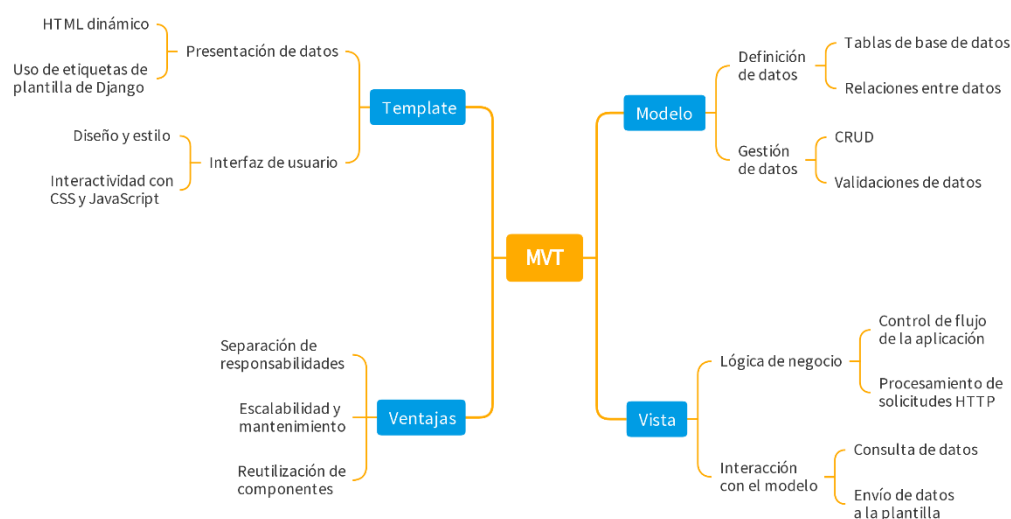 MVT
Modelo
Definición
de datos
Tablas de base de datos
Relaciones entre datos
Gestión
de datos
CRUD
Validaciones de datos
Vista
Lógica de negocio
Control de flujo
de la aplicación
Procesamiento de
solicitudes HTTP
Interacción
con el modelo
Consulta de datos
Envío de datos
a la plantilla
Template
Presentación de datos
HTML dinámico
Uso de etiquetas de
plantilla de Django
Interfaz de usuario
Diseño y estilo
Interactividad con
CSS y JavaScript
Ventajas
Separación de
responsabilidades
Escalabilidad y
mantenimiento
Reutilización de
componentes